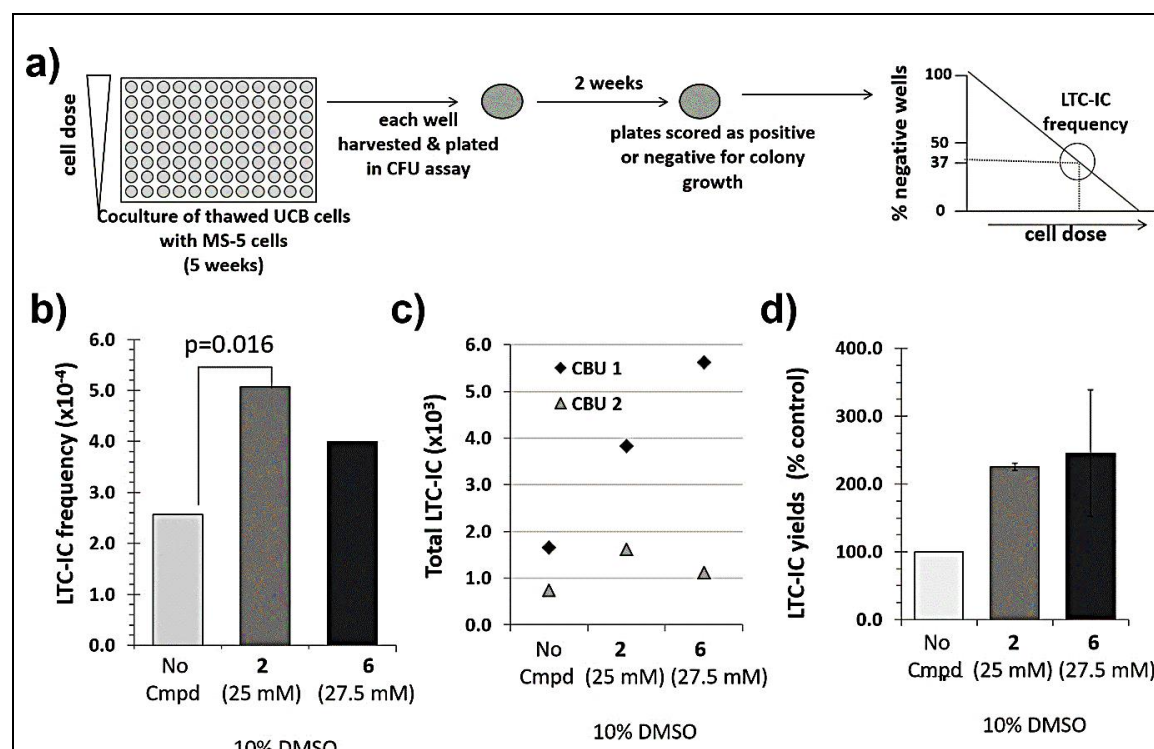 a)
cell dose
Coculture of thawed UCB cells
with MS-5 cells
(5 weeks)
each well
harvested & plated
in CFU assay
2 weeks
plates scored as positive
or negative for colony
growth
% negative wells
100
50
37
0
LTC-IC
frequency
cell dose
b)
LTC-IC frequency (x10⁻⁴)
6.0
5.0
4.0
3.0
2.0
1.0
0.0
p=0.016
No
Cmpd
2
(25 mM)
6
(27.5 mM)
10% DMSO
c)
Total LTC-IC (x10³)
6.0
5.0
4.0
3.0
2.0
1.0
0.0
CBU 1
CBU 2
No
Cmpd
2
(25 mM)
6
(27.5 mM)
10% DMSO
d)
LTC-IC yields (% control)
400.0
300.0
200.0
100.0
0.0
No
Cmpd
2
(25 mM)
6
(27.5 mM)
10% DMSO